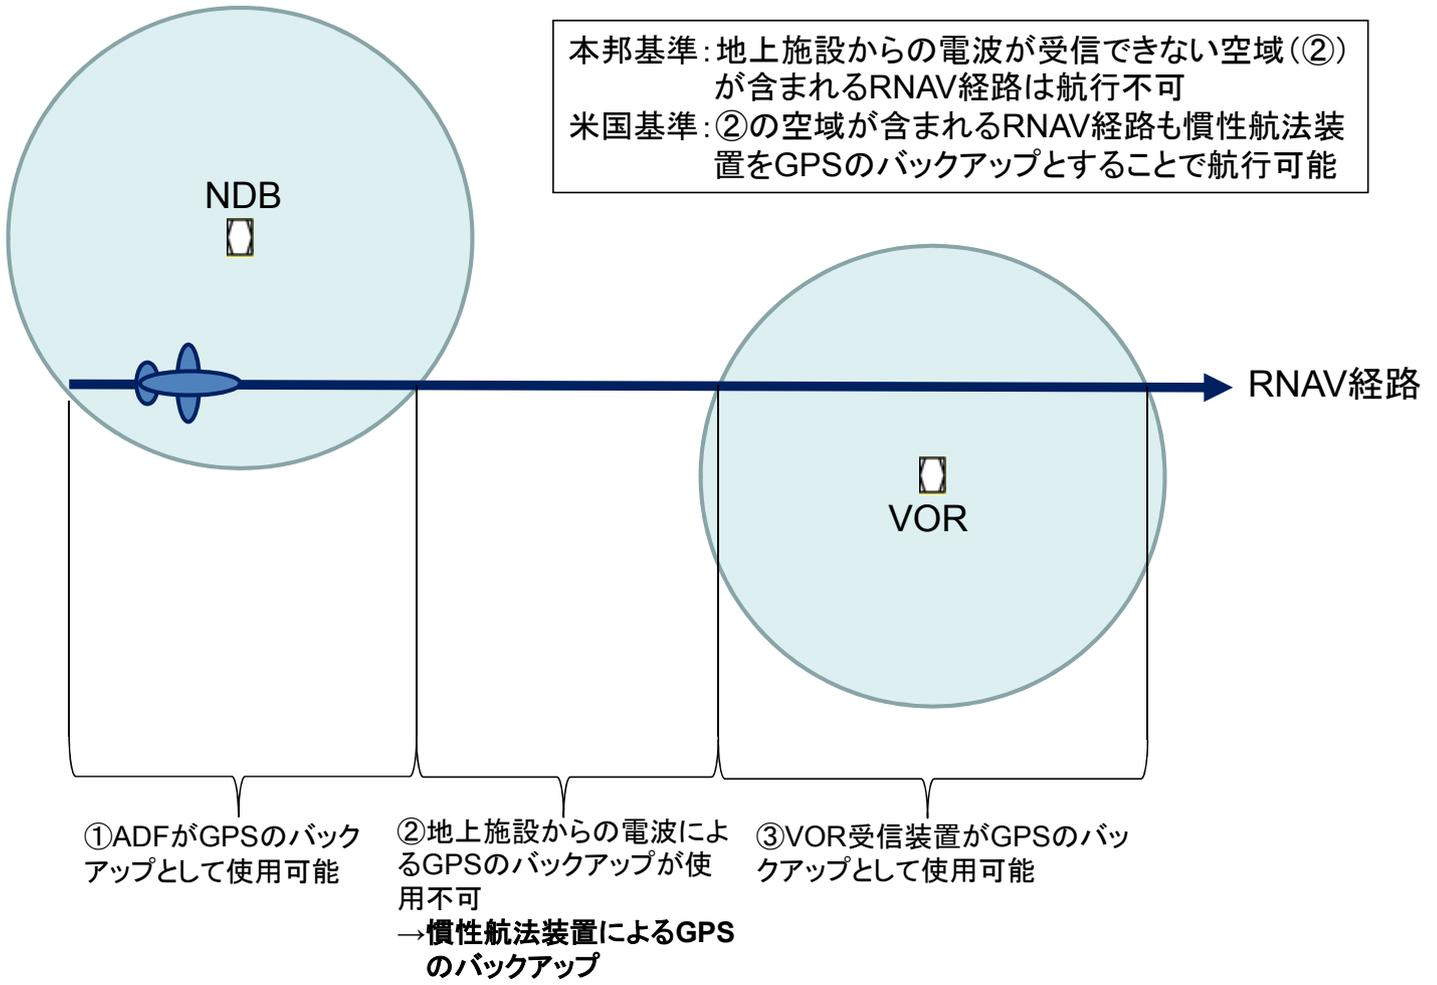 本邦基準：地上施設からの電波が受信できない空域（②）
が含まれるRNAV経路は航行不可
米国基準：②の空域が含まれるRNAV経路も慣性航法装
置をGPSのバックアップとすることで航行可能
NDB
RNAV経路
VOR
①ADFがGPSのバック
アップとして使用可能
②地上施設からの電波によ
るGPSのバックアップが使
用不可
→慣性航法装置によるGPS
のバックアップ
③VOR受信装置がGPSのバッ
クアップとして使用可能